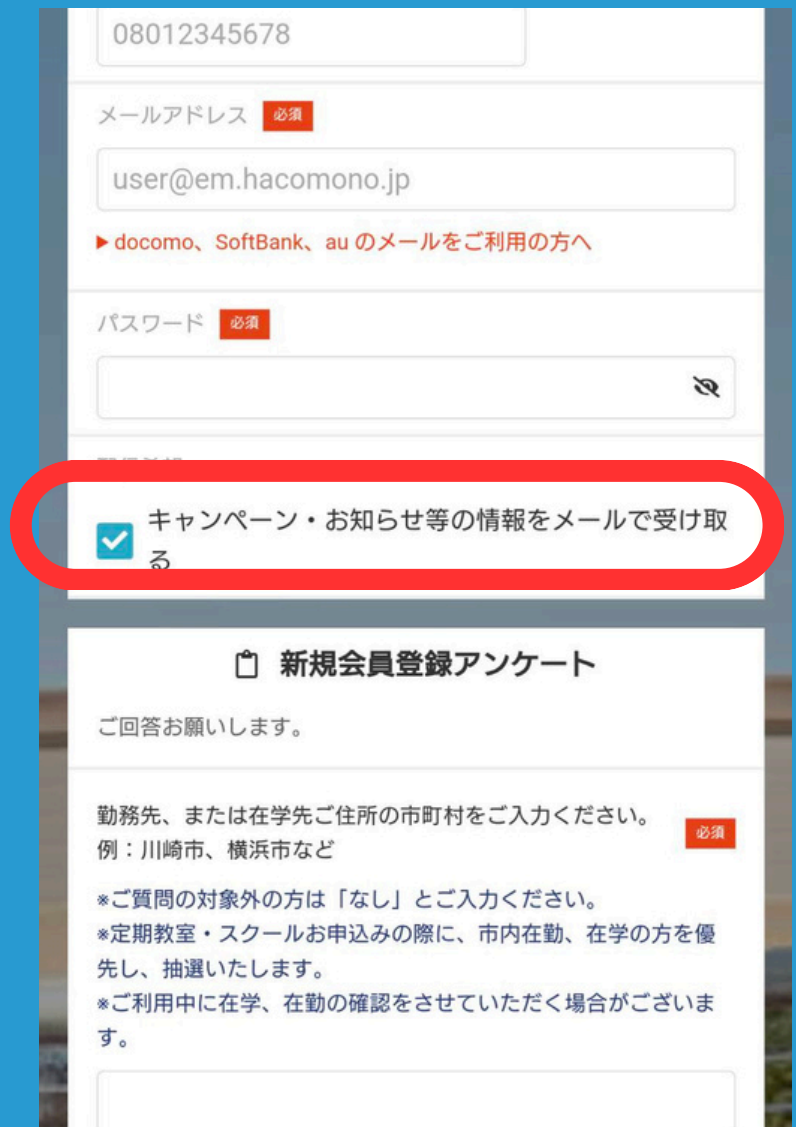 08012345678
メールアドレス 必須
user@em.hacomono.jp
▶docomo、SoftBank、au のメールをご利用の方へ
パスワード 必須
キャンペーン・お知らせ等の情報をメールで受け取
る
新規会員登録アンケート
ご回答お願いします。
勤務先、または在学先ご住所の市町村をご入力ください。
必須
例：川崎市、横浜市など
※ご質問の対象外の方は「なし」とご入力ください。
※定期教室・スクールお申込みの際に、市内在勤、在学の方を優
先し、抽選いたします。
※ご利用中に在学、在勤の確認をさせていただく場合がございま
す。